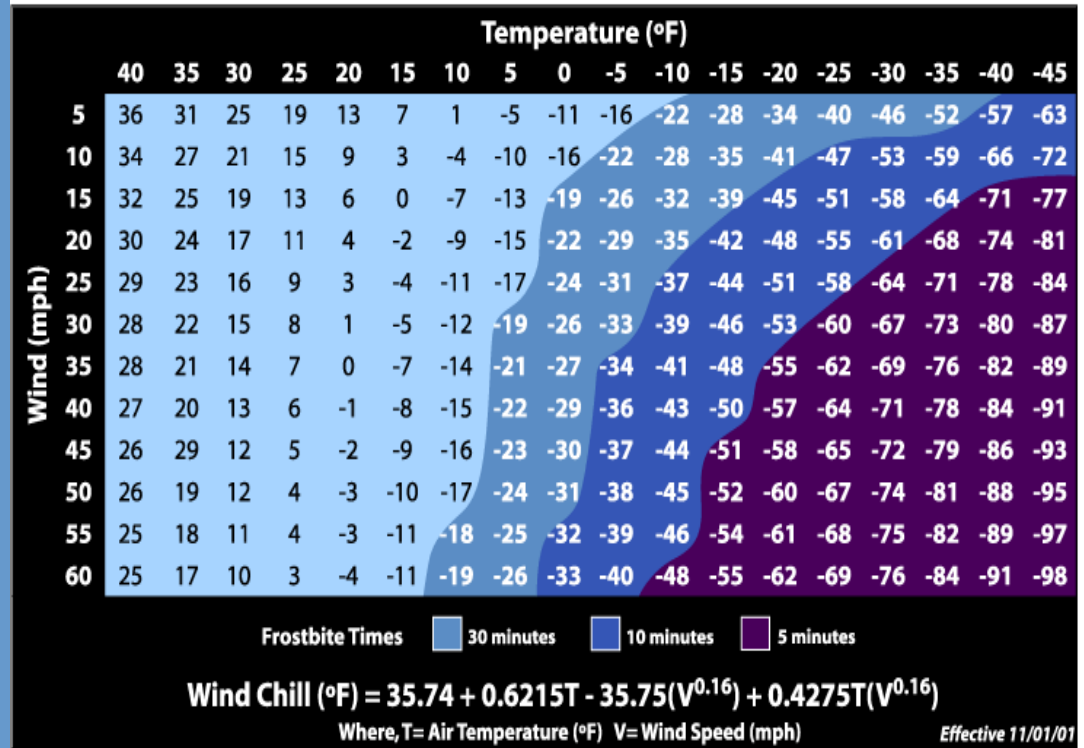 Temperature (ºF)
40 35 30 25 20 15 10 5 0 -5 -10 -15 -20 -25 -30 -35 -40 -45
5 36 31 25 19 13 7 1 -5 -11 -16 -22 -28 -34 -40 -46 -52 -57 -63
10 34 27 21 15 9 3 -4 -10 -16 -22 -28 -35 -41 -47 -53 -59 -66 -72
15 32 25 19 13 6 0 -7 -13 -19 -26 -32 -39 -45 -51 -58 -64 -71 -77
20 30 24 17 11 4 -2 -9 -15 -22 -29 -35 -42 -48 -55 -61 -68 -74 -81
25 29 23 16 9 3 -4 -11 -17 -24 -31 -37 -44 -51 -58 -64 -71 -78 -84
30 28 22 15 8 1 -5 -12 -19 -26 -33 -39 -46 -53 -60 -67 -73 -80 -87
35 28 21 14 7 0 -7 -14 -21 -27 -34 -41 -48 -55 -62 -69 -76 -82 -89
40 27 20 13 6 -1 -8 -15 -22 -29 -36 -43 -50 -57 -64 -71 -78 -84 -91
45 26 29 12 5 -2 -9 -16 -23 -30 -37 -44 -51 -58 -65 -72 -79 -86 -93
50 26 19 12 4 -3 -10 -17 -24 -31 -38 -45 -52 -60 -67 -74 -81 -88 -95
55 25 18 11 4 -3 -11 -18 -25 -32 -39 -46 -54 -61 -68 -75 -82 -89 -97
60 25 17 10 3 -4 -11 -19 -26 -33 -40 -48 -55 -62 -69 -76 -84 -91 -98
Wind (mph)
Frostbite Times 30 minutes 10 minutes 5 minutes
Wind Chill (ºF) = 35.74 + 0.6215T - 35.75(V^0.16) + 0.4275T(V^0.16)
Where, T= Air Temperature (ºF) V= Wind Speed (mph) Effective 11/01/01